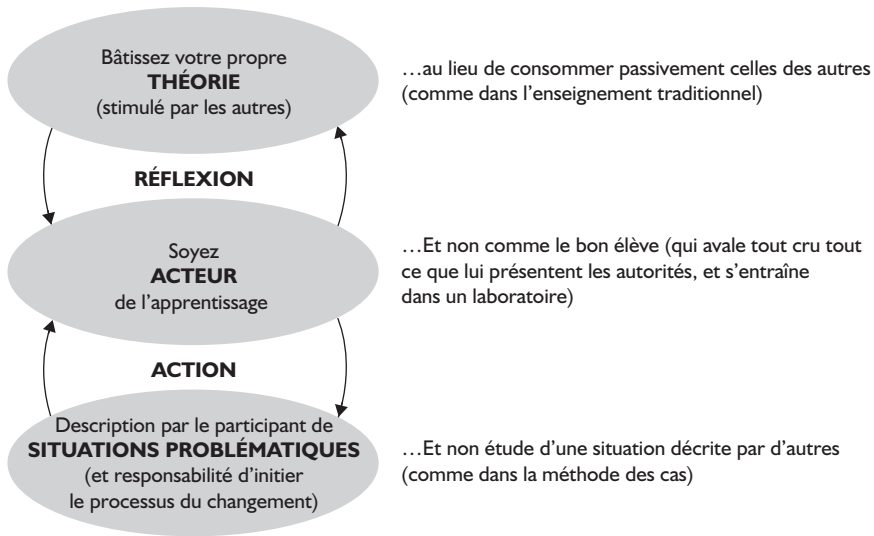 Bâtissez votre propre
THÉORIE
(stimulé par les autres)
…au lieu de consommer passivement celles des autres
(comme dans l’enseignement traditionnel)
RÉFLEXION
Soyez
ACTEUR
de l’apprentissage
…Et non comme le bon élève (qui avale tout cru tout
ce que lui présentent les autorités, et s’entraîne
dans un laboratoire)
ACTION
Description par le participant de
SITUATIONS PROBLÉMATIQUES
(et responsabilité d’initier
le processus du changement)
…Et non étude d’une situation décrite par d’autres
(comme dans la méthode des cas)